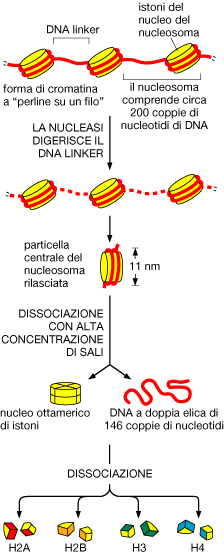 istoni del
nucleo del
nucleosoma
DNA linker
forma di cromatina
a “perline su un filo”
il nucleosoma
comprende circa
200 coppie di
nucleotidi di DNA
LA NUCLEASI
DIGERISCE IL
DNA LINKER
particella
centrale del
nucleosoma
rilasciata
11 nm
DISSOCIAZIONE
CON ALTA
CONCENTRAZIONE
DI SALI
nucleo ottamerico
di istoni
DNA a doppia elica di
146 coppie di nucleotidi
DISSOCIAZIONE
H2A H2B H3 H4